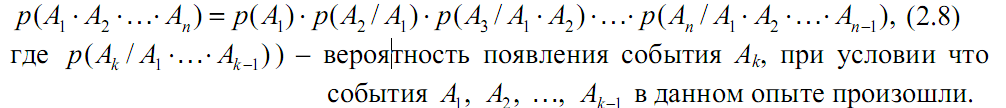 p(A₁ · A₂ · … · Aₙ) = p(A₁) · p(A₂ / A₁) · p(A₃ / A₁ · A₂) · … · p(Aₙ / A₁ · A₂ · … · Aₙ₋₁), (2.8)
где p(Aₖ / A₁ · … · Aₖ₋₁)) – вероятность появления события Aₖ, при условии что
события A₁, A₂, …, Aₖ₋₁ в данном опыте произошли.